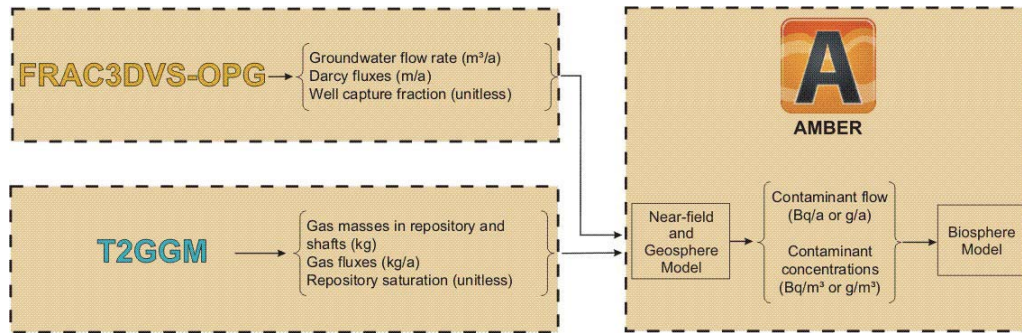 FRAC3DVS-OPG
Groundwater flow rate (m³/a)
Darcy fluxes (m/a)
Well capture fraction (unitless)
T2GGM
Gas masses in repository and
shafts (kg)
Gas fluxes (kg/a)
Repository saturation (unitless)
A
AMBER
Near-field
and
Geosphere
Model
Contaminant flow
(Bq/a or g/a)
Contaminant
concentrations
(Bq/m³ or g/m³)
Biosphere
Model